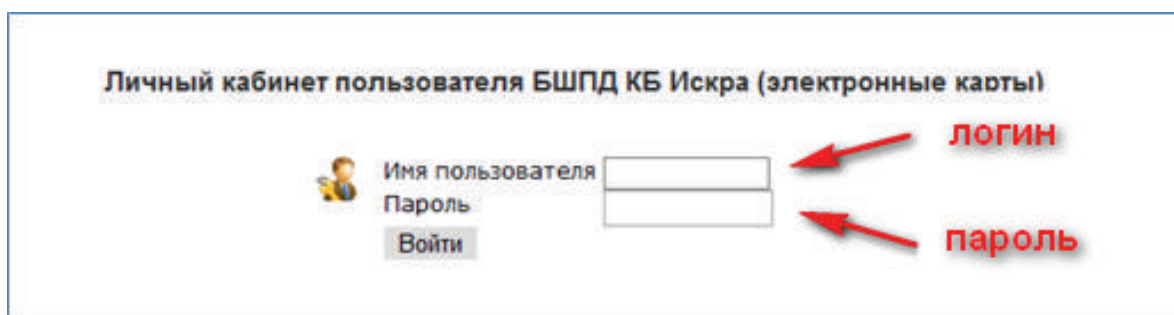 Личный кабинет пользователя БШПД КБ Искра (электронные карты)
логин
Имя пользователя
Пароль
пароль
Войти